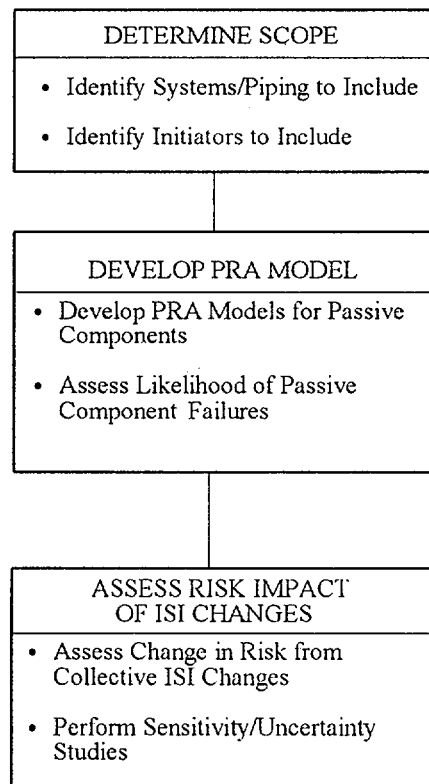 DETERMINE SCOPE
• Identify Systems/Piping to Include
• Identify Initiators to Include
DEVELOP PRA MODEL
• Develop PRA Models for Passive
Components
• Assess Likelihood of Passive
Component Failures
ASSESS RISK IMPACT
OF ISI CHANGES
• Assess Change in Risk from
Collective ISI Changes
• Perform Sensitivity/Uncertainty
Studies